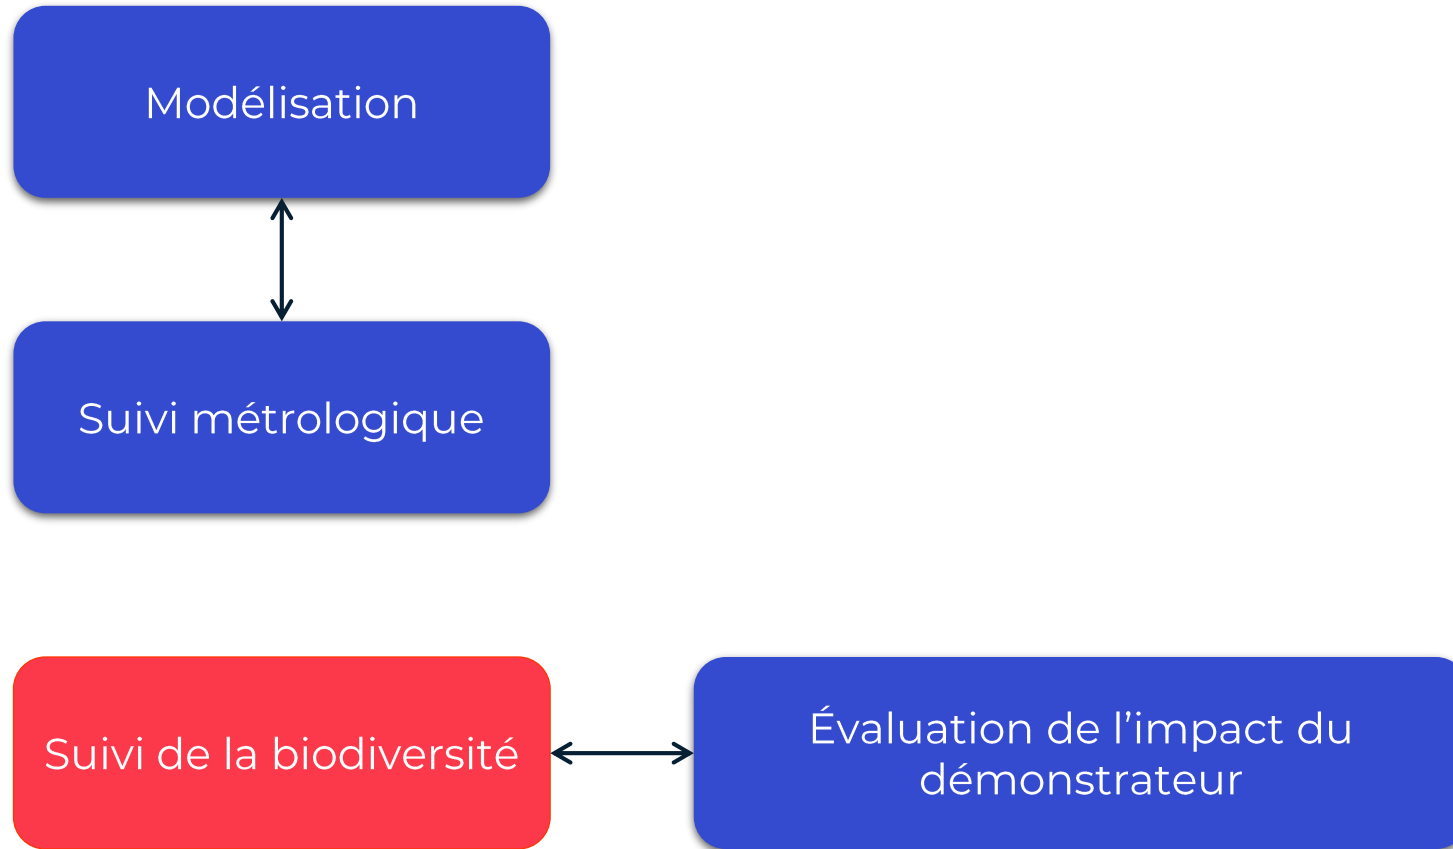 Modélisation
Suivi métrologique
Suivi de la biodiversité
Évaluation de l’impact du
démonstrateur